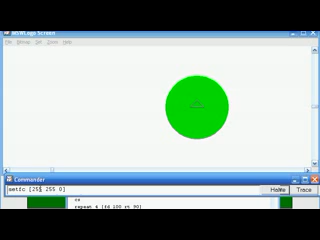 MSWLogo Screen
File Bitmap Set Zoom Help
Commander
setfc [255 255 0]
Halt
Trace
cs
repeat 4 [fd 100 rt 90]